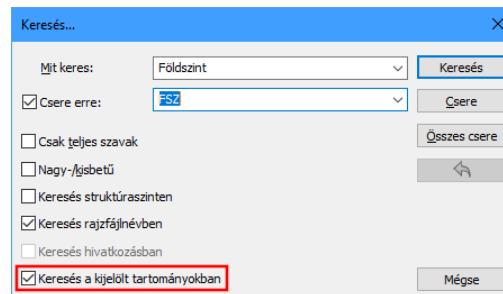 Keresés...
Mit keres: Földszint Keresés
Csere erre: FSZ Csere
Csak teljes szavak Összes csere
Nagy-/kisbetű
Keresés struktúraszinten
Keresés rajzfájlnévben
Keresés hivatkozásban
Keresés a kijelölt tartományokban Mégse